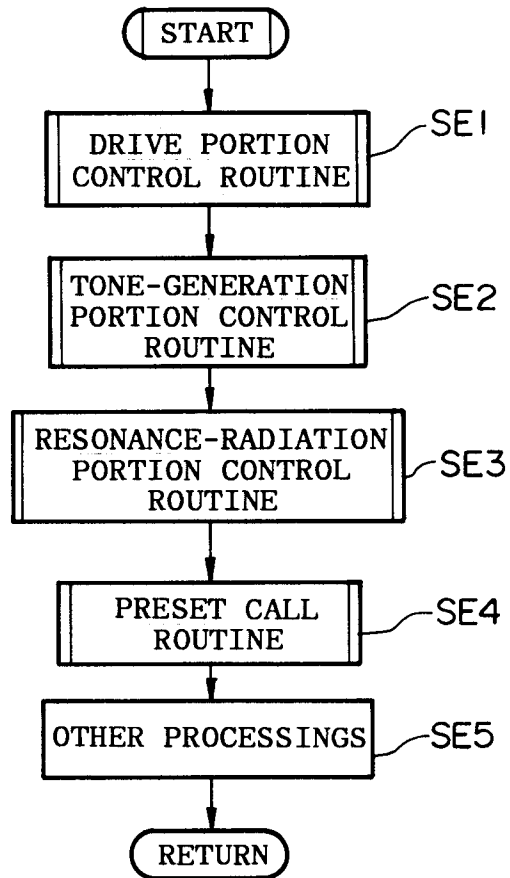 START
DRIVE PORTION
CONTROL ROUTINE
SE1
TONE-GENERATION
PORTION CONTROL
ROUTINE
SE2
RESONANCE-RADIATION
PORTION CONTROL
ROUTINE
SE3
PRESET CALL
ROUTINE
SE4
OTHER PROCESSINGS
SE5
RETURN